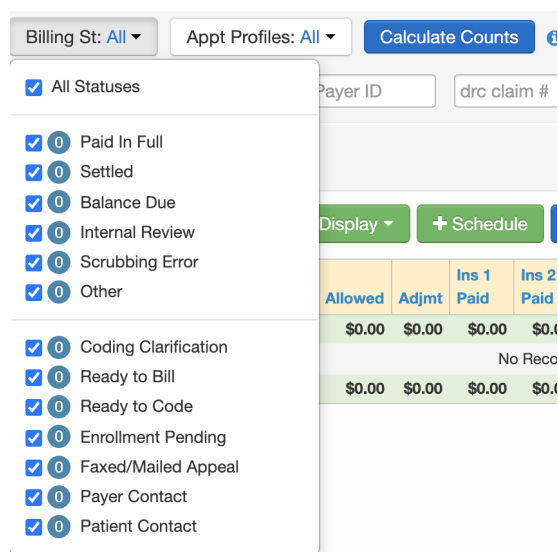 Billing St: All
Appt Profiles: All
Calculate Counts
All Statuses
Payer ID
drc claim #
0 Paid In Full
0 Settled
0 Balance Due
0 Internal Review
0 Scrubbing Error
0 Other
0 Coding Clarification
0 Ready to Bill
0 Ready to Code
0 Enrollment Pending
0 Faxed/Mailed Appeal
0 Payer Contact
0 Patient Contact
Display
+ Schedule
Allowed
Adjmt
Ins 1 Paid
Ins 2 Paid
$0.00 $0.00 $0.00 $0.
No Reco
$0.00 $0.00 $0.00 $0.